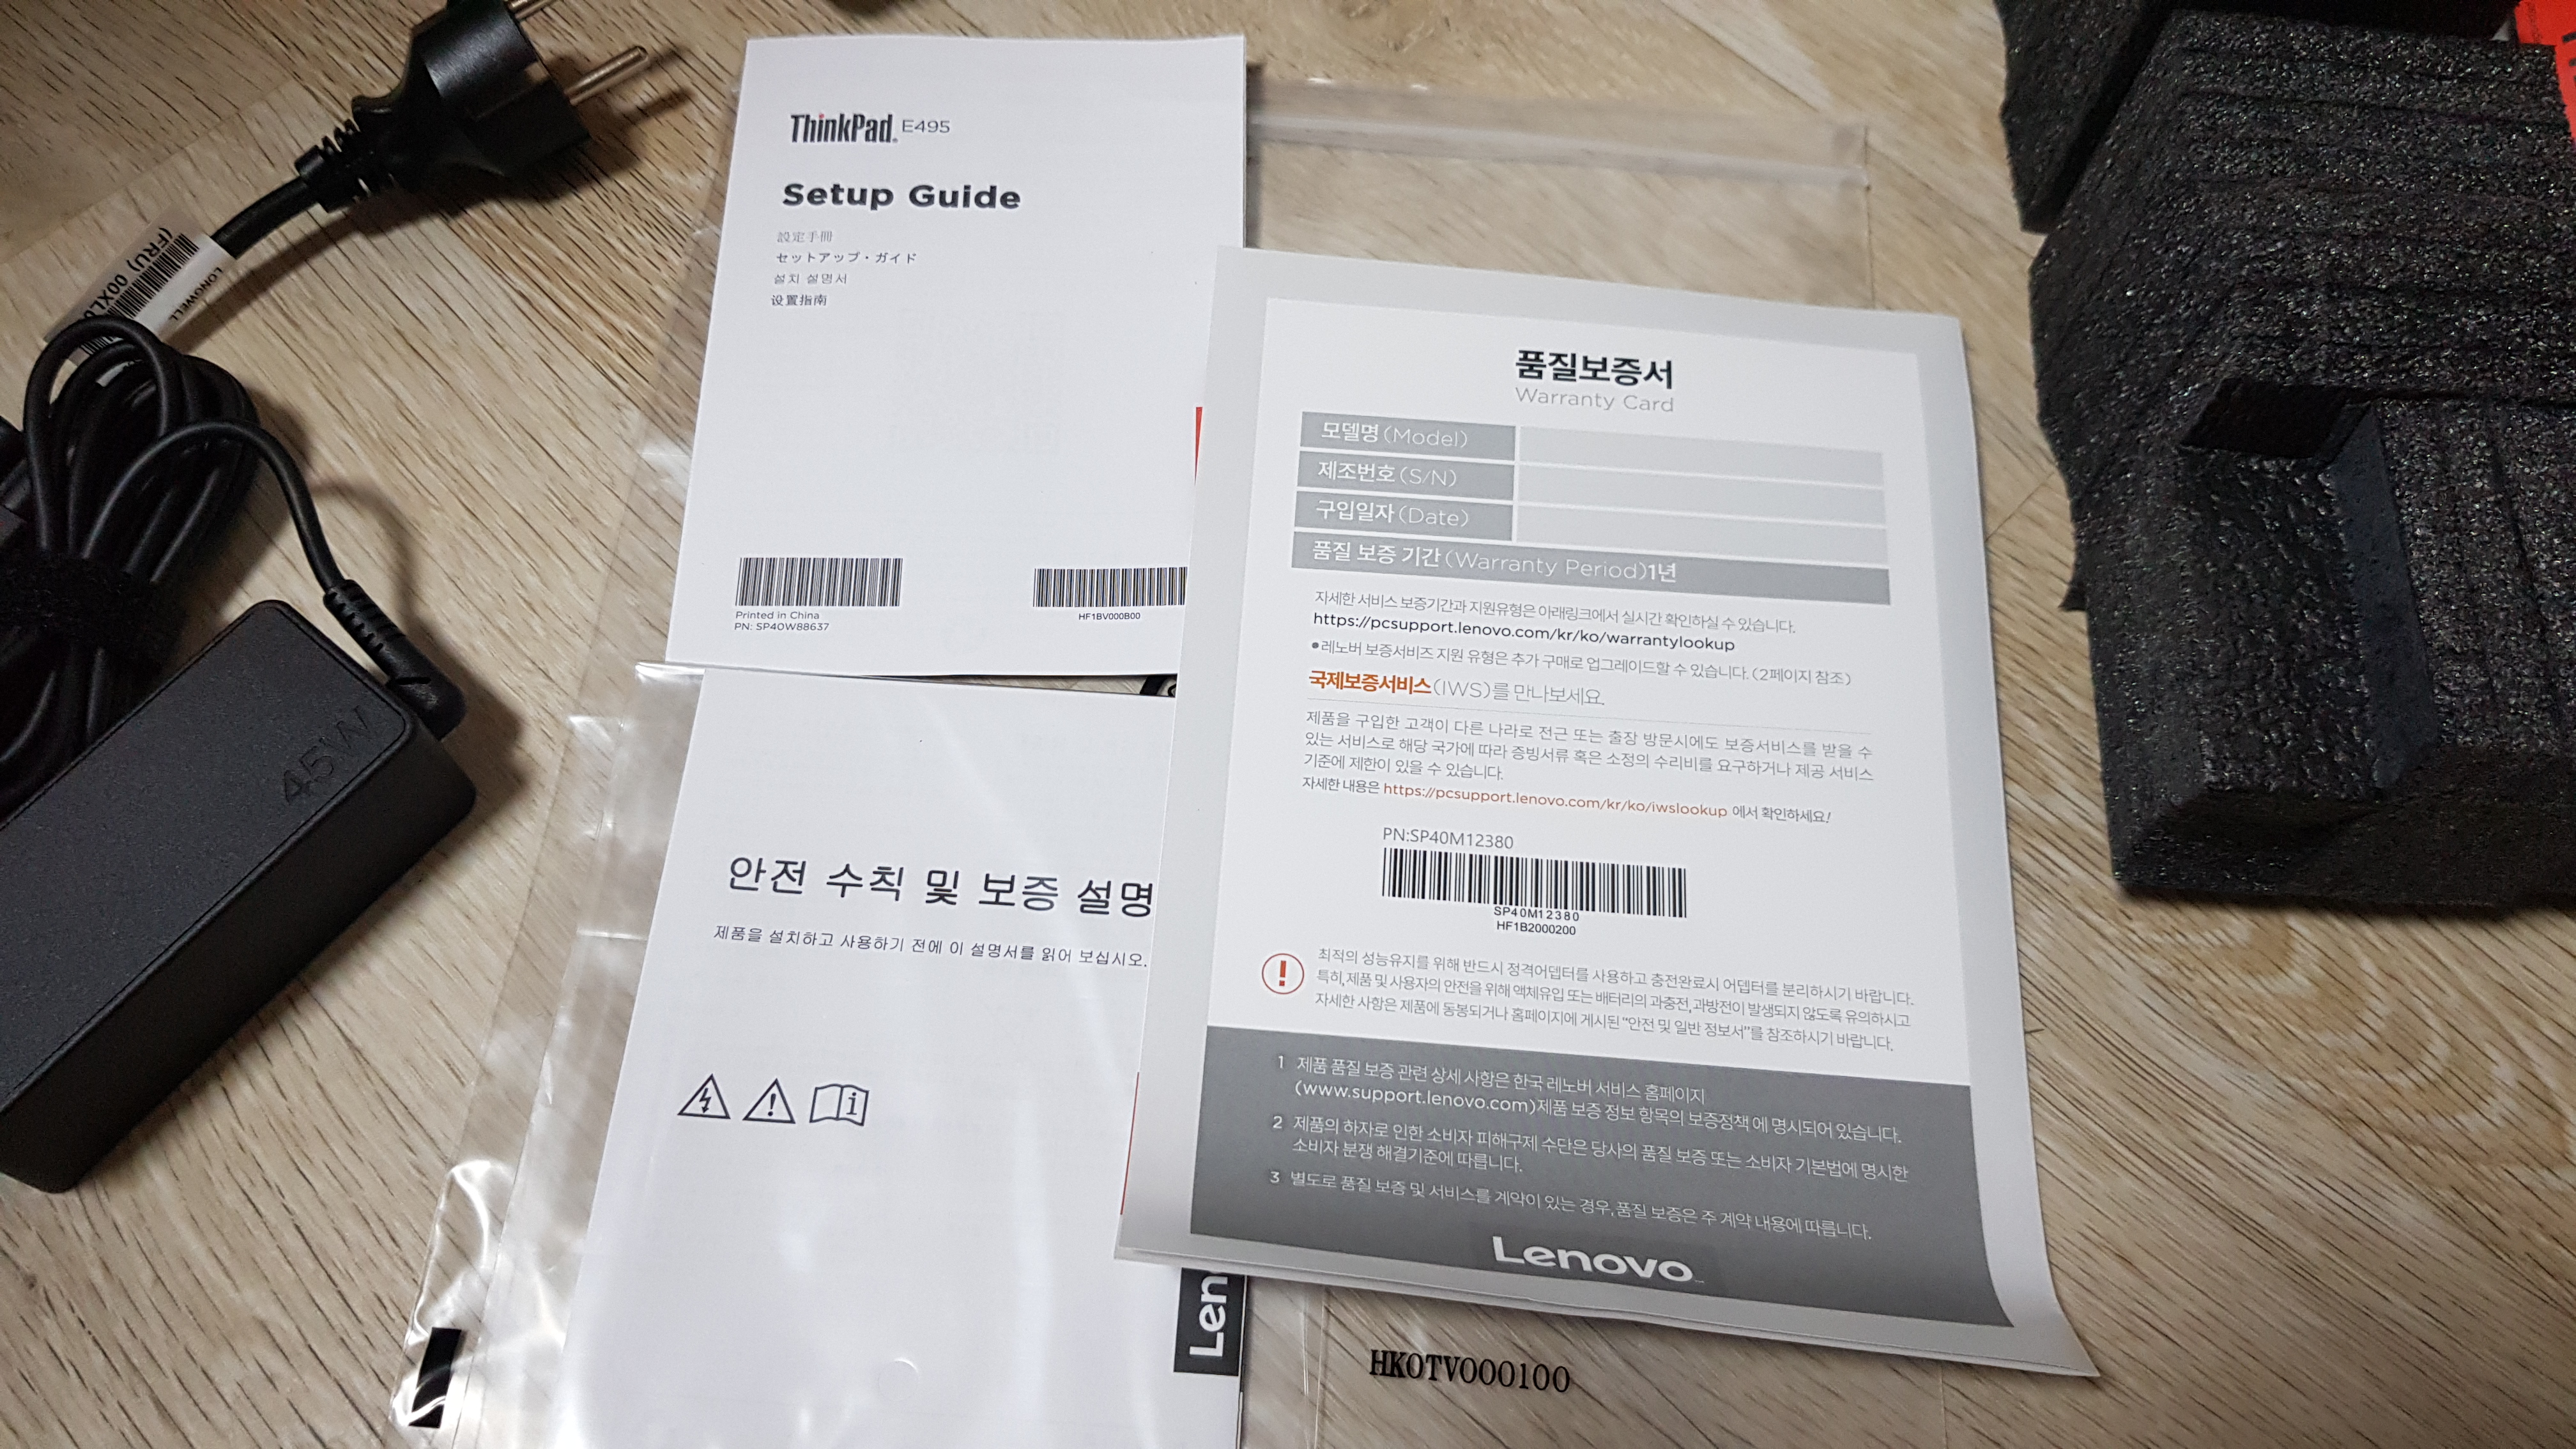 ThinkPad E495
Setup Guide
設定手冊
セットアップ・ガイド
설치 설명서
设置指南
Printed in China
PN: SP40W88637
HF1BV000B00
(FRU)
LONGWELL
45W
안전 수칙 및 보증 설명
제품을 설치하고 사용하기 전에 이 설명서를 읽어 보십시오.
품질보증서
Warranty Card
모델명 (Model)
제조번호 (S/N)
구입일자 (Date)
품질 보증 기간 (Warranty Period)1년
자세한 서비스 보증기간과 지원유형은 아래링크에서 실시간 확인하실 수 있습니다.
https://pcsupport.lenovo.com/kr/ko/warrantylookup
•레노버 보증서비즈 지원 유형은 추가 구매로 업그레이드할 수 있습니다. (2페이지 참조)
국제보증서비스(IWS)를 만나보세요.
제품을 구입한 고객이 다른 나라로 전근 또는 출장 방문시에도 보증서비스를 받을 수
있는 서비스로 해당 국가에 따라 증빙서류 혹은 소정의 수리비를 요구하거나 제공 서비스
기준에 제한이 있을 수 있습니다.
자세한 내용은 https://pcsupport.lenovo.com/kr/ko/iwslookup 에서 확인하세요!
PN:SP40M12380
SP40M12380
HF1B2000200
최적의 성능유지를 위해 반드시 정격어뎁터를 사용하고 충전완료시 어뎁터를 분리하시기 바랍니다.
특히, 제품 및 사용자의 안전을 위해 액체유입 또는 배터리의 과충전, 과방전이 발생되지 않도록 유의하시고
자세한 사항은 제품에 동봉되거나 홈페이지에 게시된 "안전 및 일반 정보서"를 참조하시기 바랍니다.
1 제품 품질 보증 관련 상세 사항은 한국 레노버 서비스 홈페이지
(www.support.lenovo.com)제품 보증 정보 항목의 보증정책 에 명시되어 있습니다.
2 제품의 하자로 인한 소비자 피해구제 수단은 당사의 품질 보증 또는 소비자 기본법에 명시한
소비자 분쟁 해결기준에 따릅니다.
3 별도로 품질 보증 및 서비스를 계약이 있는 경우, 품질 보증은 주 계약 내용에 따릅니다.
Lenovo
Len
HKOTV000100